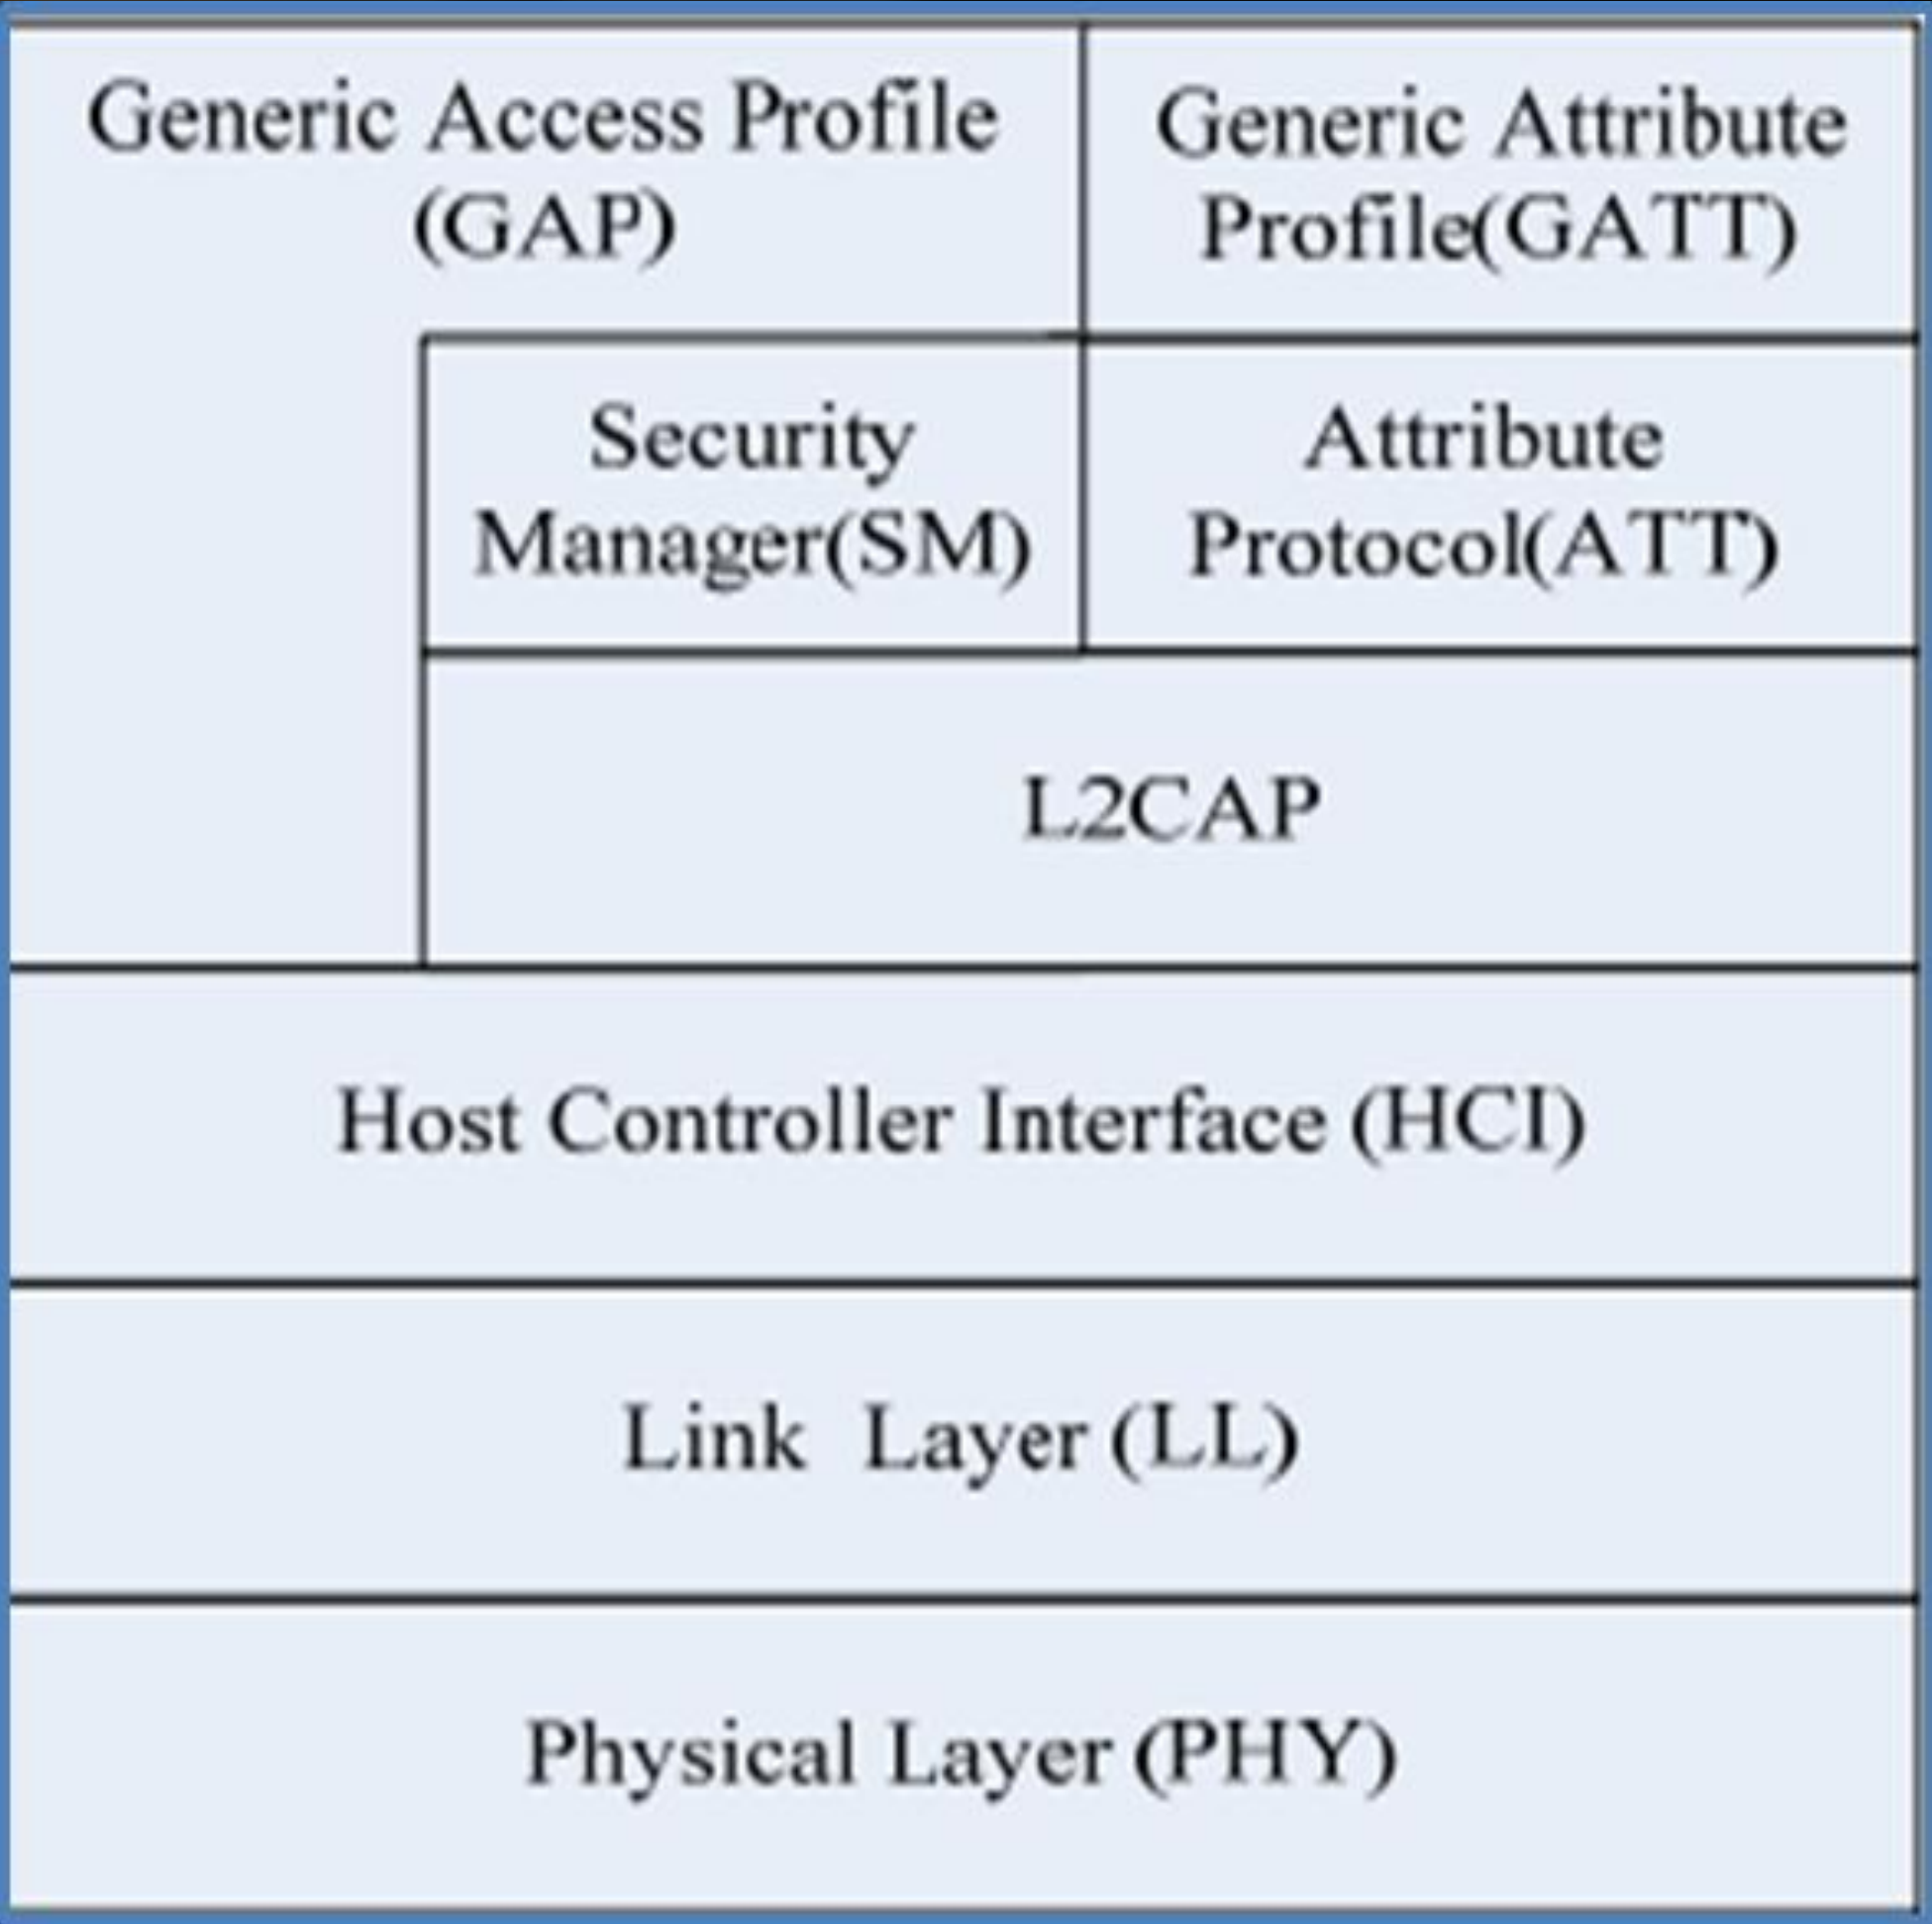 Generic Access Profile
(GAP)
Generic Attribute
Profile(GATT)
Security
Manager(SM)
Attribute
Protocol(ATT)
L2CAP
Host Controller Interface (HCI)
Link Layer (LL)
Physical Layer (PHY)